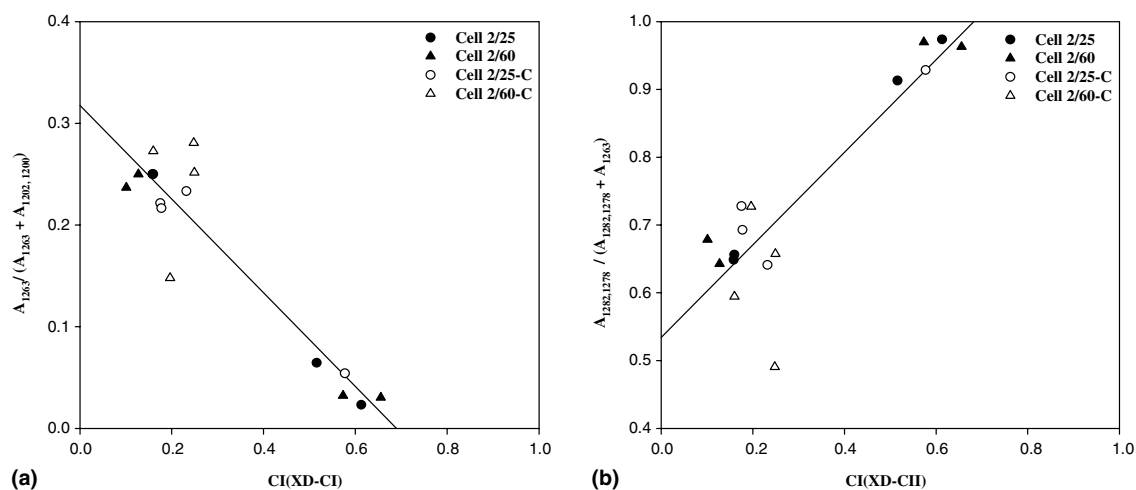 0.4
0.3
0.2
0.1
0.0
0.0 0.2 0.4 0.6 0.8 1.0
A1263/ (A1263 + A1202,1200)
CI(XD-CI)
Cell 2/25
Cell 2/60
Cell 2/25-C
Cell 2/60-C
(a)
1.0
0.9
0.8
0.7
0.6
0.5
0.4
0.0 0.2 0.4 0.6 0.8 1.0
A1282,1278 / (A1282,1278 + A1263)
CI(XD-CII)
Cell 2/25
Cell 2/60
Cell 2/25-C
Cell 2/60-C
(b)